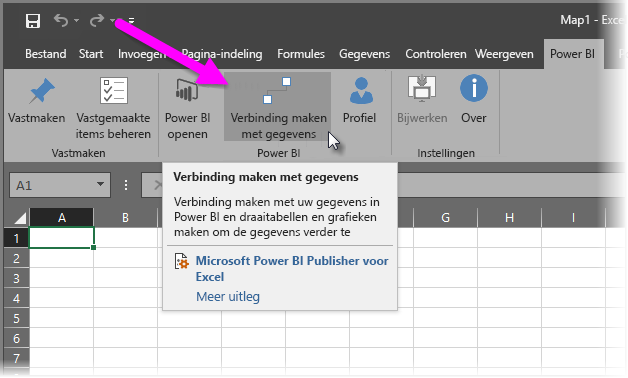 Map1 - Exce
Bestand Start Invoegen Pagina-indeling Formules Gegevens Controleren Weergeven Power BI
Vastmaken
Vastgemaakte
items beheren
Power BI
openen
Verbinding maken
met gegevens
Profiel
Bijwerken
Over
Vastmaken Power BI Instellingen
A1
A B G H I
1
2
3
4
5
6
7
Verbinding maken met gegevens
Verbinding maken met uw gegevens in
Power BI en draaitabellen en grafieken
maken om de gegevens verder te
Microsoft Power BI Publisher voor
Excel
Meer uitleg